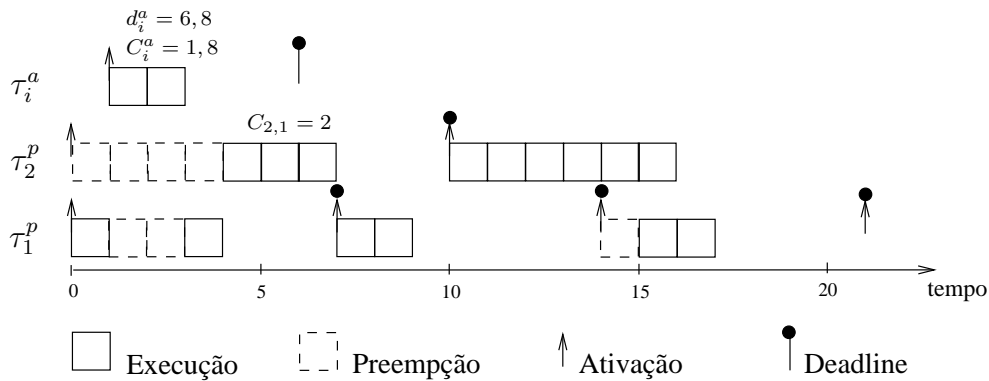 d_i^a = 6,8
C_i^a = 1,8
τ_i^a
C_{2,1} = 2
τ_2^p
τ_1^p
0 5 10 15 20 tempo
Execução Preempção Ativação Deadline